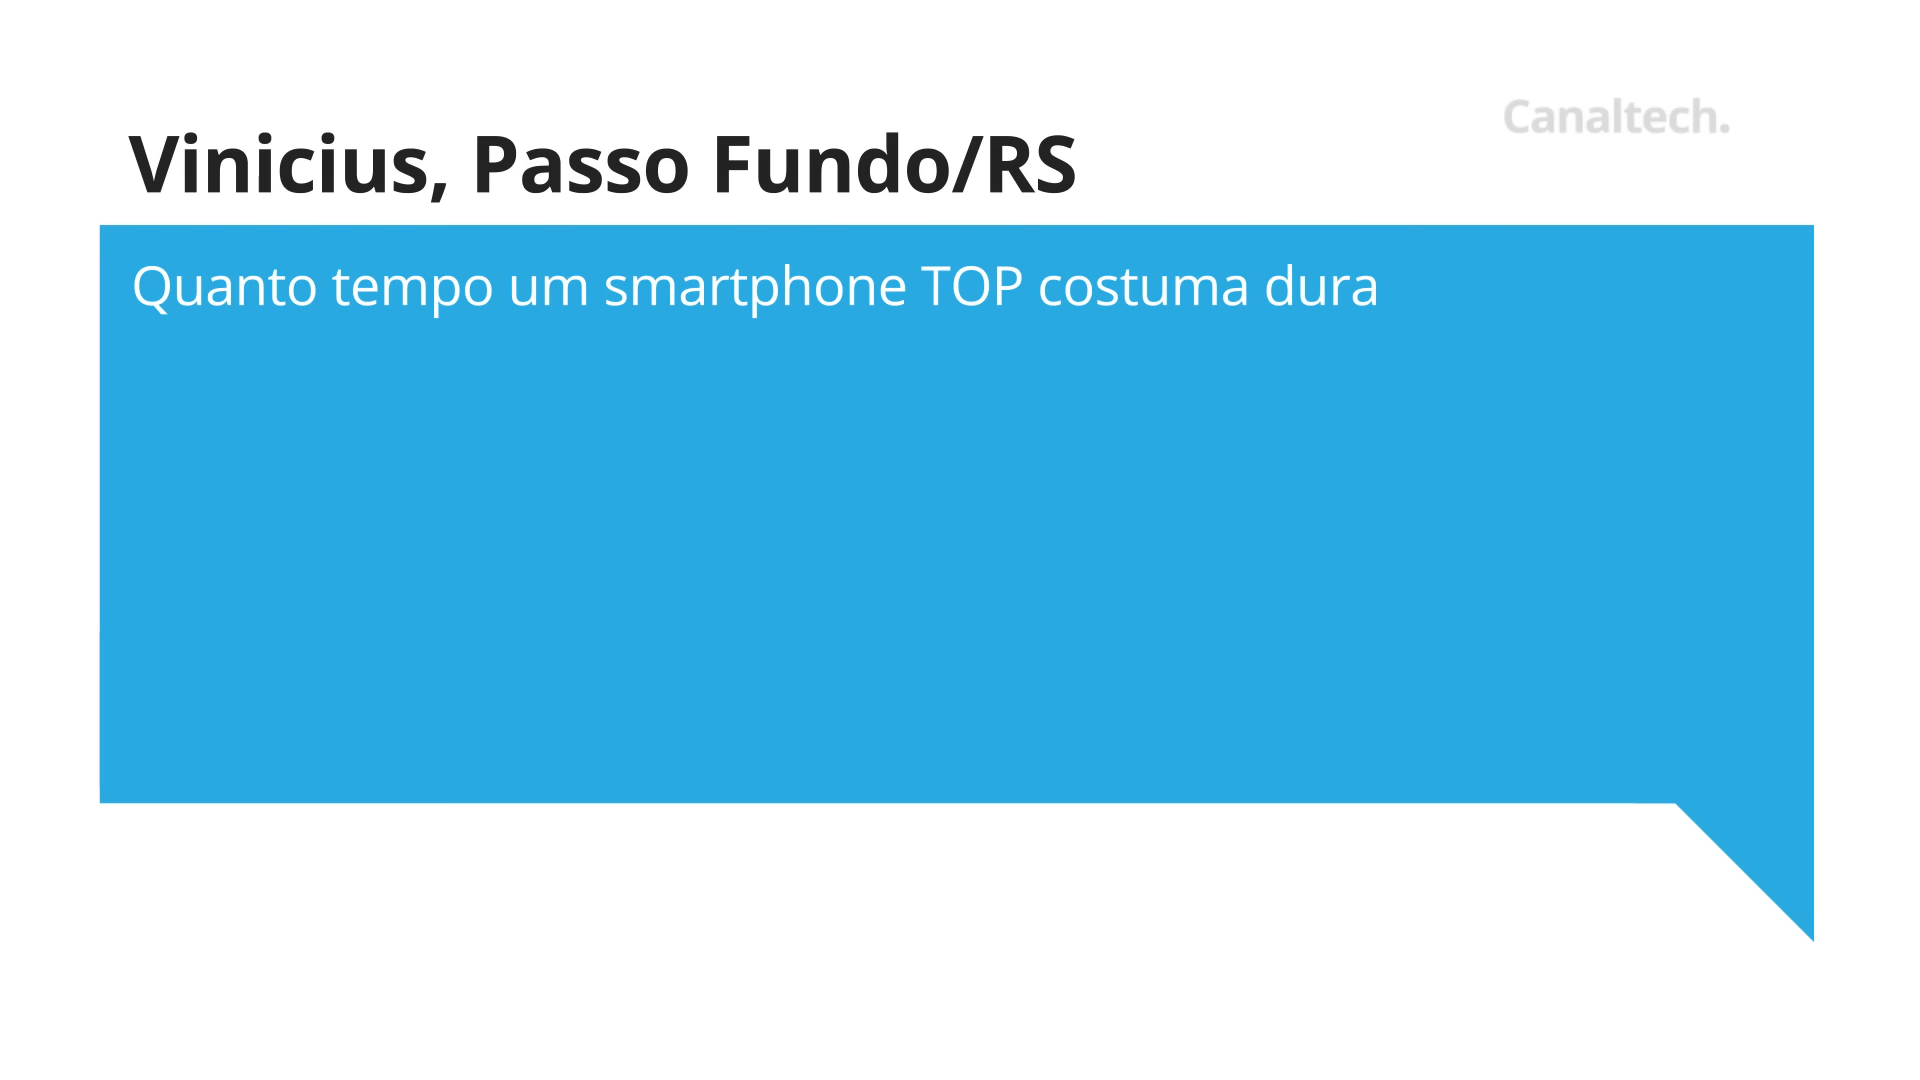 Canaltech.
Vinicius, Passo Fundo/RS
Quanto tempo um smartphone TOP costuma dura